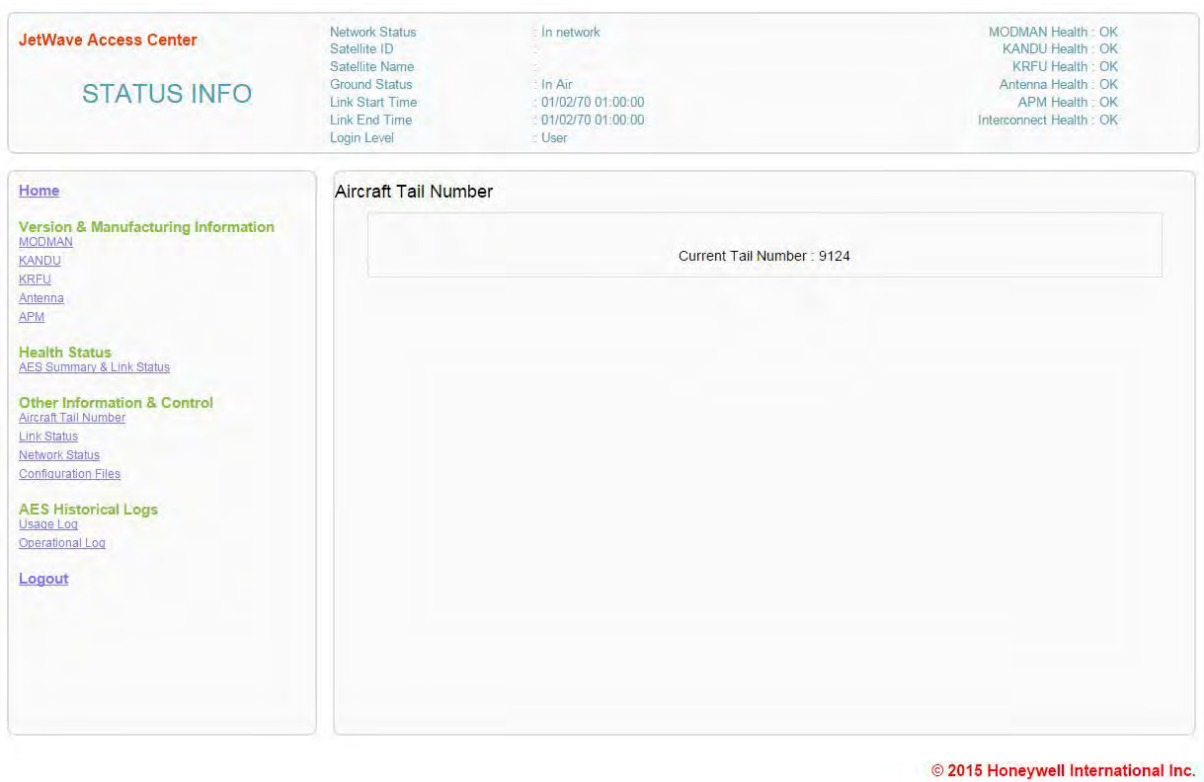 JetWave Access Center
STATUS INFO
Network Status : In network
Satellite ID :
Satellite Name :
Ground Status : In Air
Link Start Time : 01/02/70 01:00:00
Link End Time : 01/02/70 01:00:00
Login Level : User
MODMAN Health : OK
KANDU Health : OK
KRFU Health : OK
Antenna Health : OK
APM Health : OK
Interconnect Health : OK
Home
Version & Manufacturing Information
MODMAN
KANDU
KRFU
Antenna
APM
Health Status
AES Summary & Link Status
Other Information & Control
Aircraft Tail Number
Link Status
Network Status
Configuration Files
AES Historical Logs
Usage Log
Operational Log
Logout
Aircraft Tail Number
Current Tail Number : 9124
© 2015 Honeywell International Inc.